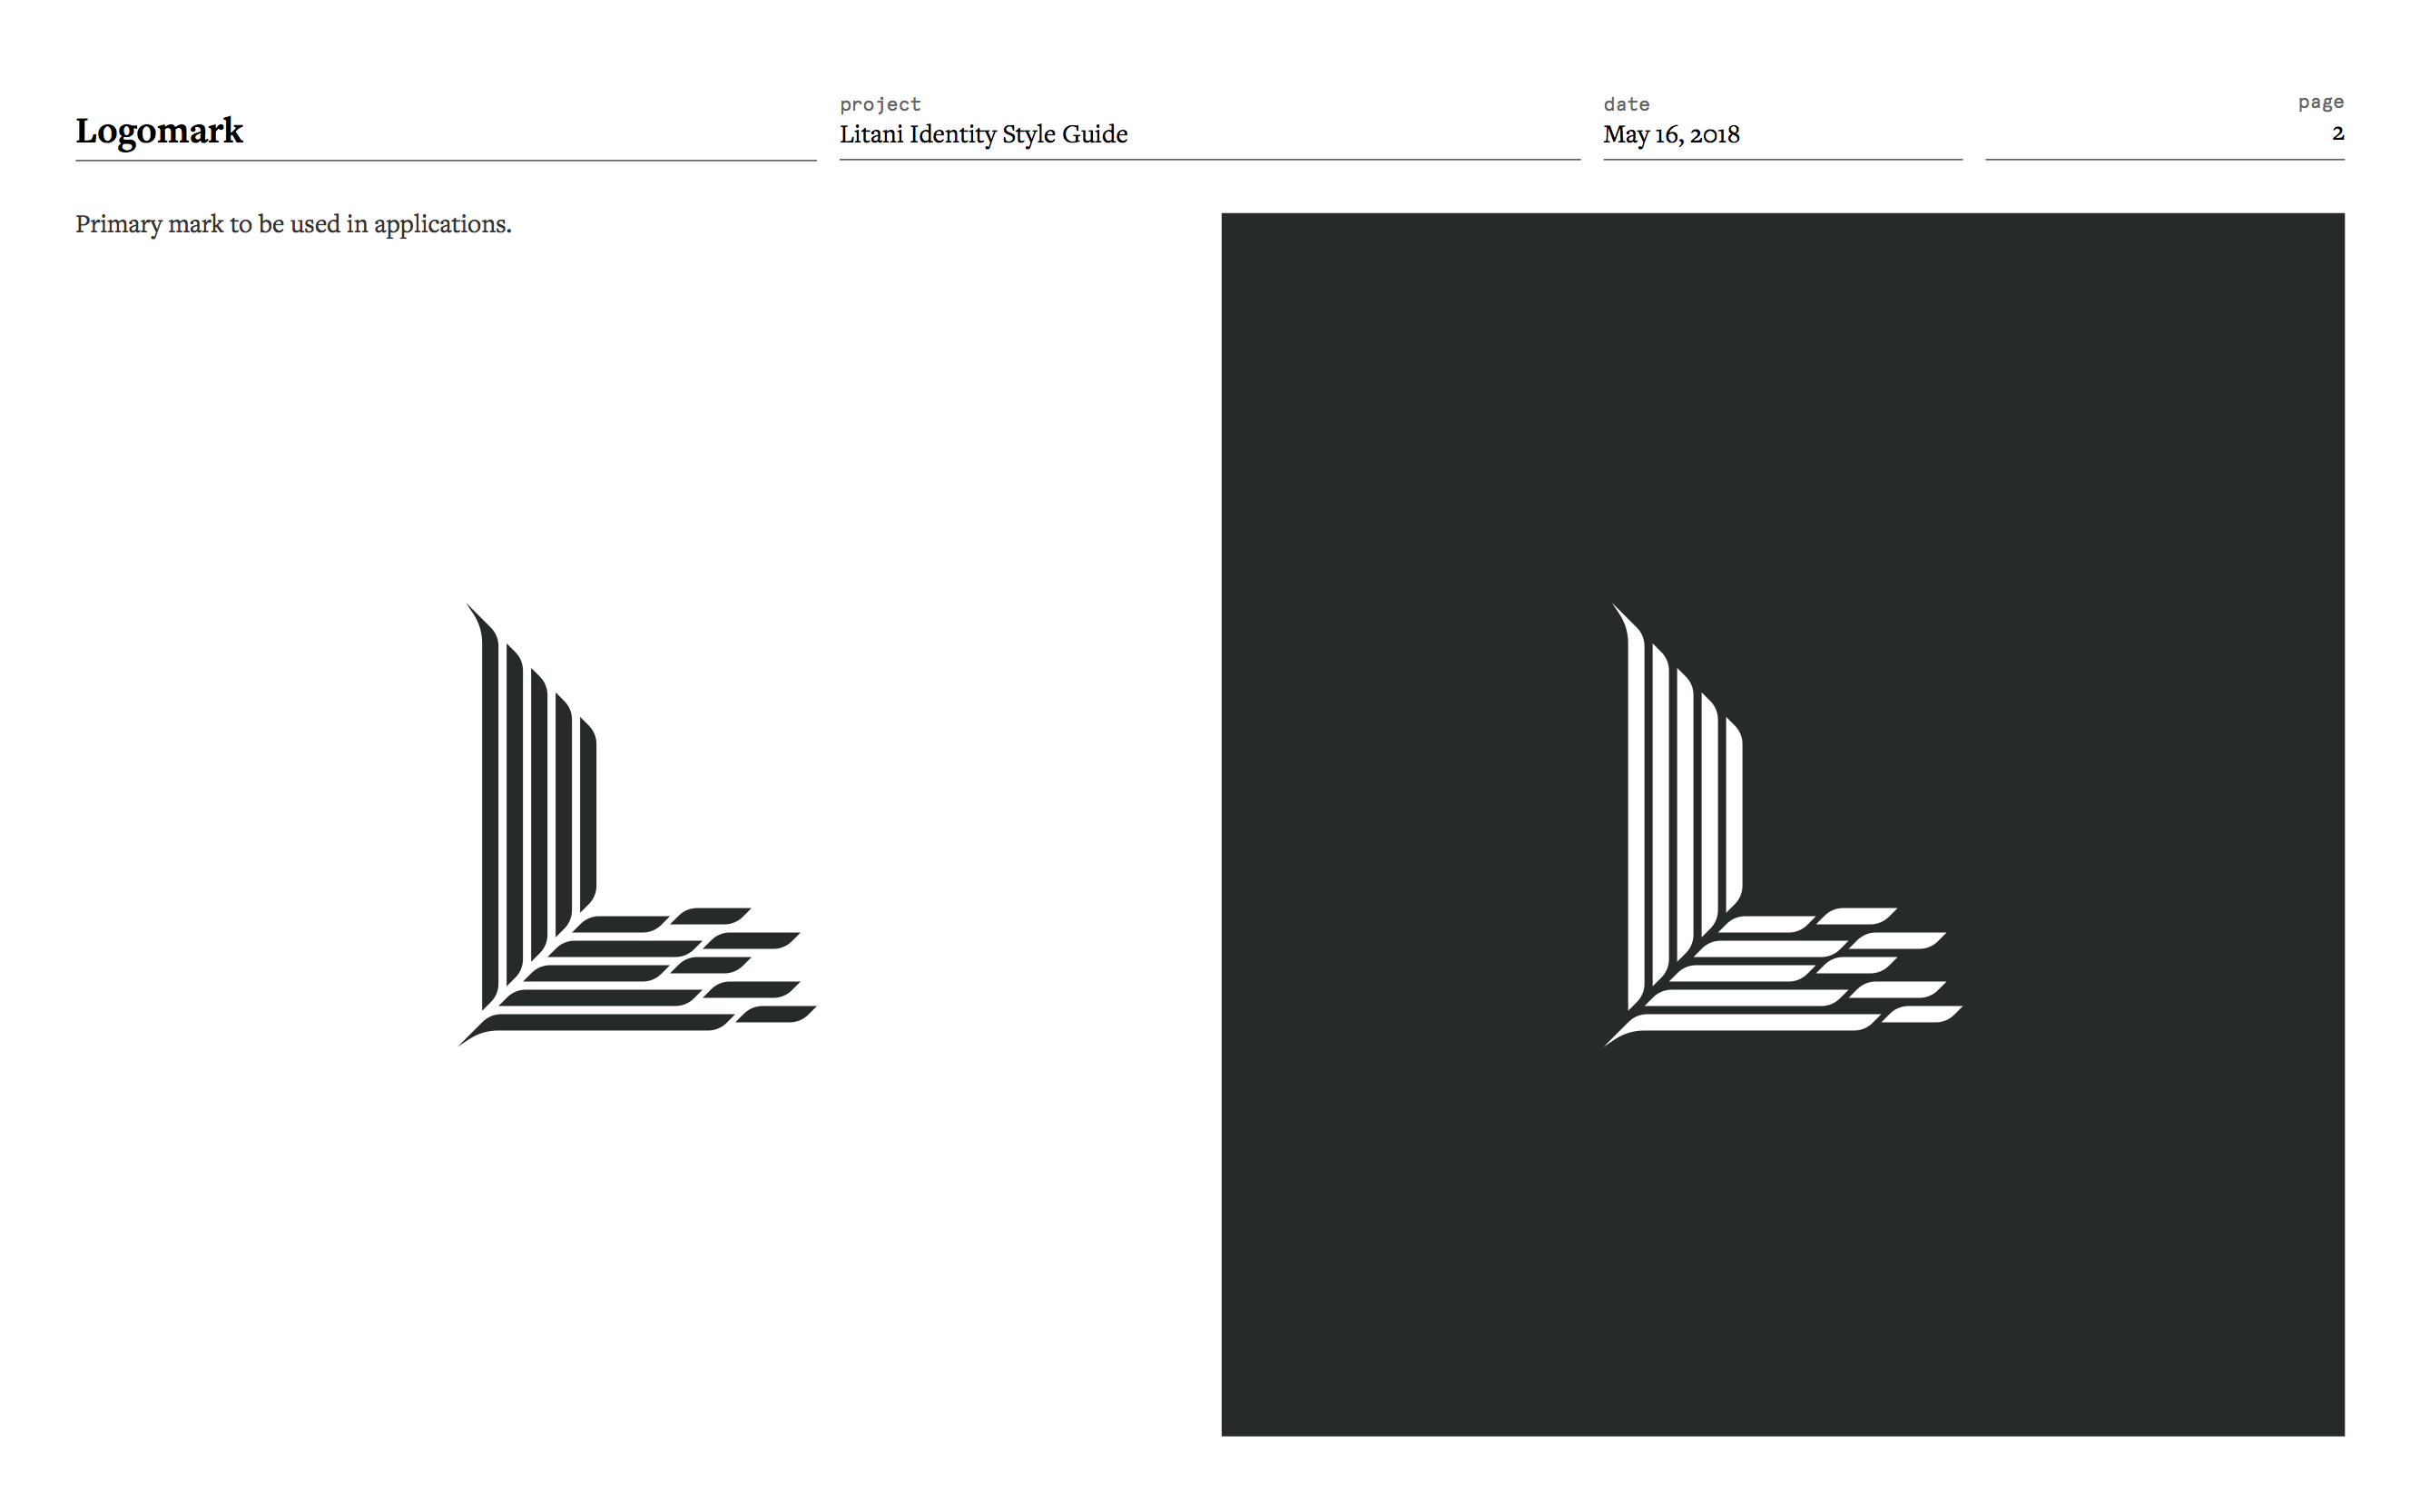 Logomark
project
Litani Identity Style Guide
date
May 16, 2018
page
2
Primary mark to be used in applications.